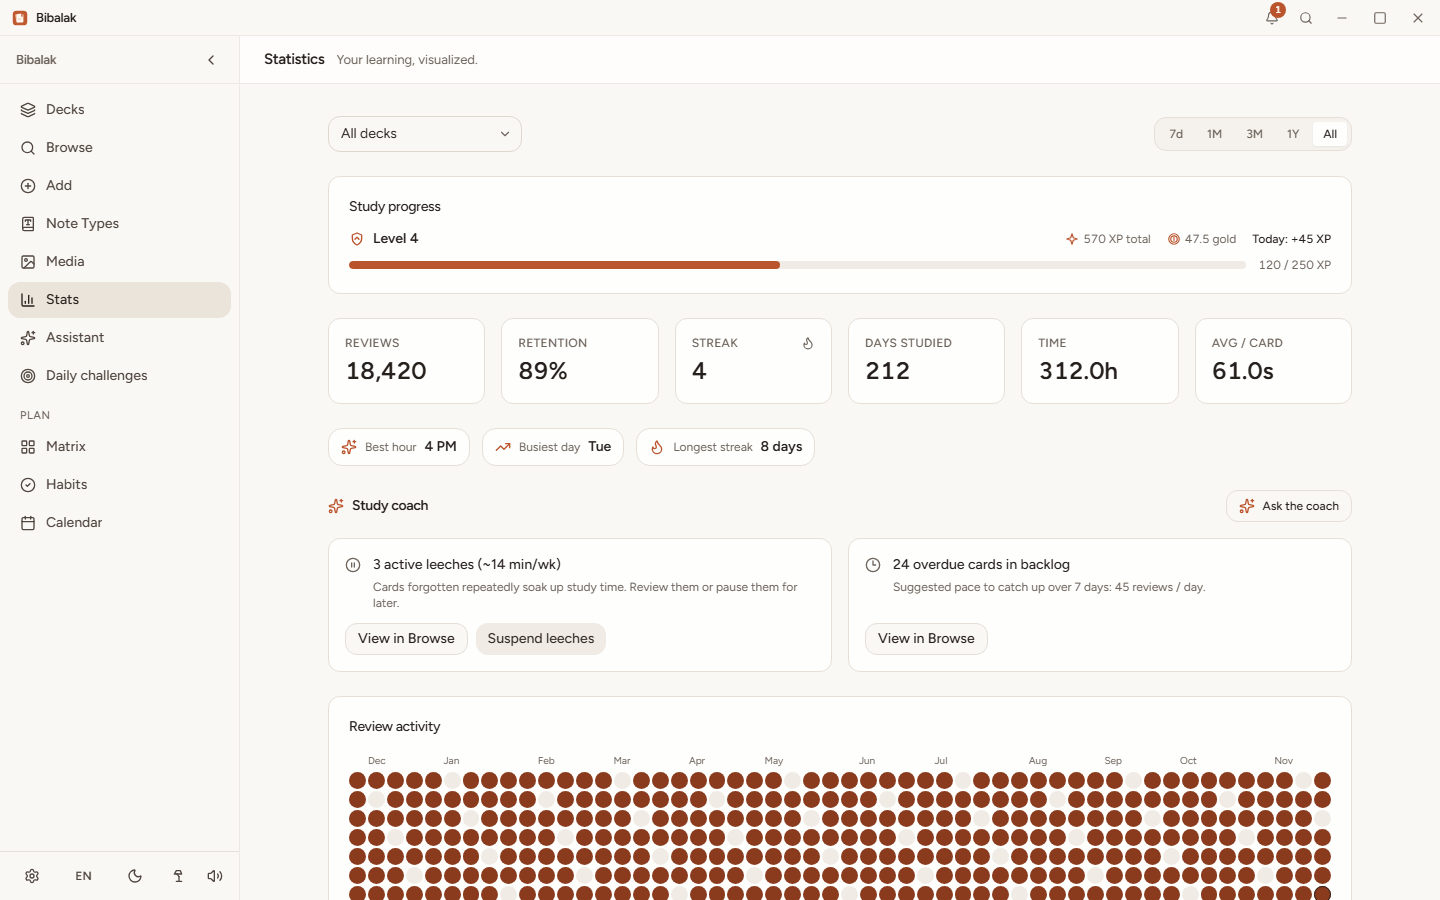 Bibalak
1
Bibalak
Statistics Your learning, visualized.
Decks
Browse
Add
Note Types
Media
Stats
Assistant
Daily challenges
PLAN
Matrix
Habits
Calendar
EN
All decks
7d 1M 3M 1Y All
Study progress
Level 4
570 XP total 47.5 gold Today: +45 XP
120 / 250 XP
REVIEWS
18,420
RETENTION
89%
STREAK
4
DAYS STUDIED
212
TIME
312.0h
AVG / CARD
61.0s
Best hour 4 PM
Busiest day Tue
Longest streak 8 days
Study coach
Ask the coach
3 active leeches (~14 min/wk)
Cards forgotten repeatedly soak up study time. Review them or pause them for
later.
View in Browse Suspend leeches
24 overdue cards in backlog
Suggested pace to catch up over 7 days: 45 reviews / day.
View in Browse
Review activity
Dec Jan Feb Mar Apr May Jun Jul Aug Sep Oct Nov